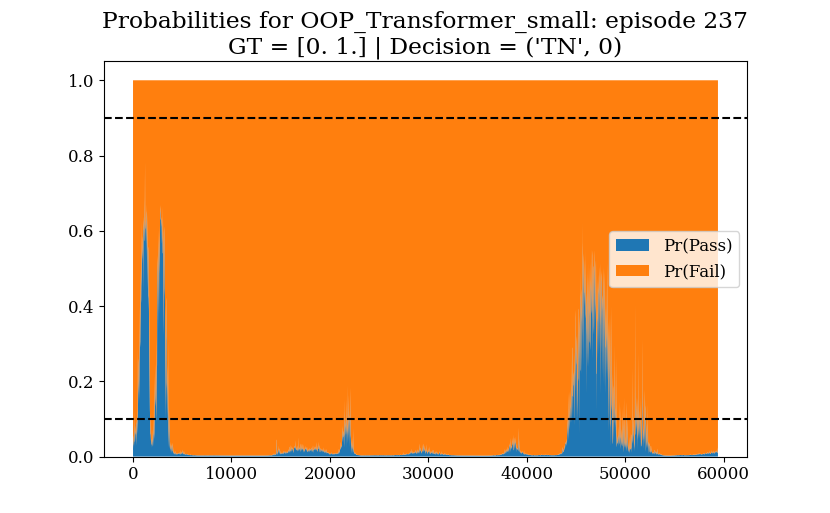 Probabilities for OOP_Transformer_small: episode 237
GT = [0. 1.] | Decision = ('TN', 0)
1.0
0.8
0.6
0.4
0.2
0.0
Pr(Pass)
Pr(Fail)
0 10000 20000 30000 40000 50000 60000